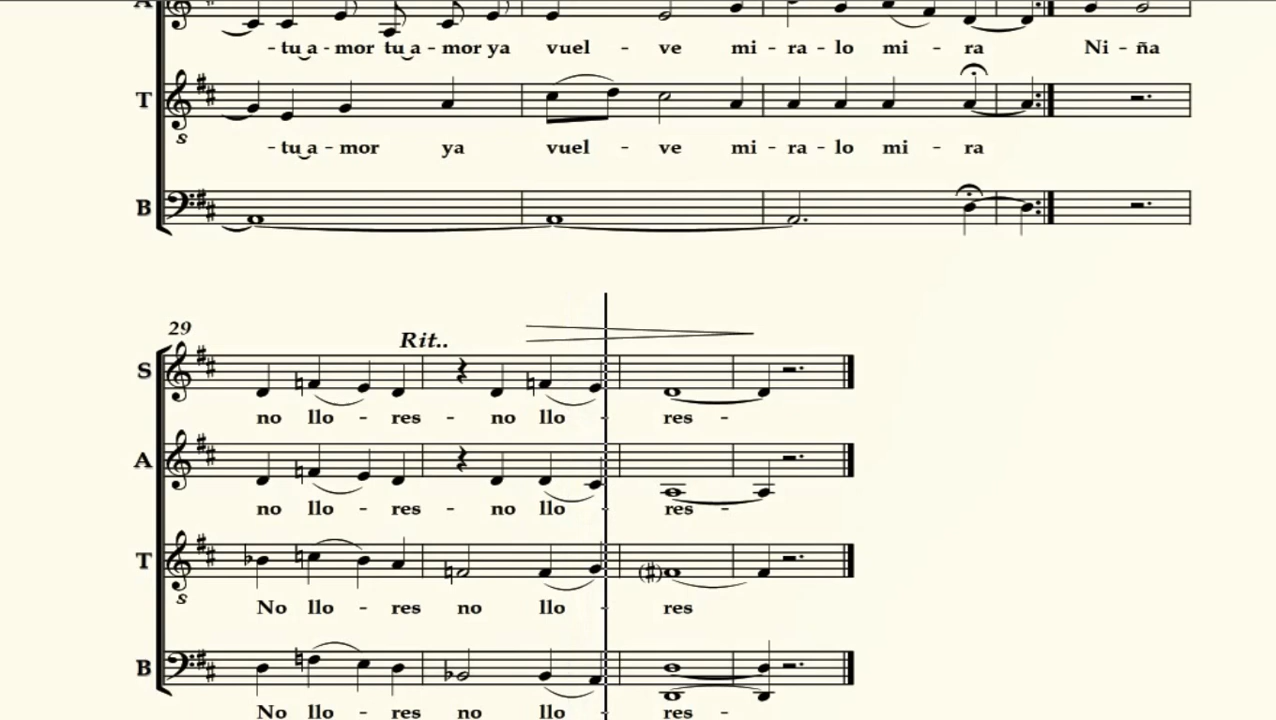 A
- tu a - mor tu a - mor ya vuel - ve mi - ra - lo mi - ra Ni - ña
T
8
- tu a - mor ya vuel - ve mi - ra - lo mi - ra
B
29
Rit..
S
no llo - res - no llo - res -
A
no llo - res - no llo - res -
T
8
No llo - res no llo - res
B
No llo - res no llo - res -